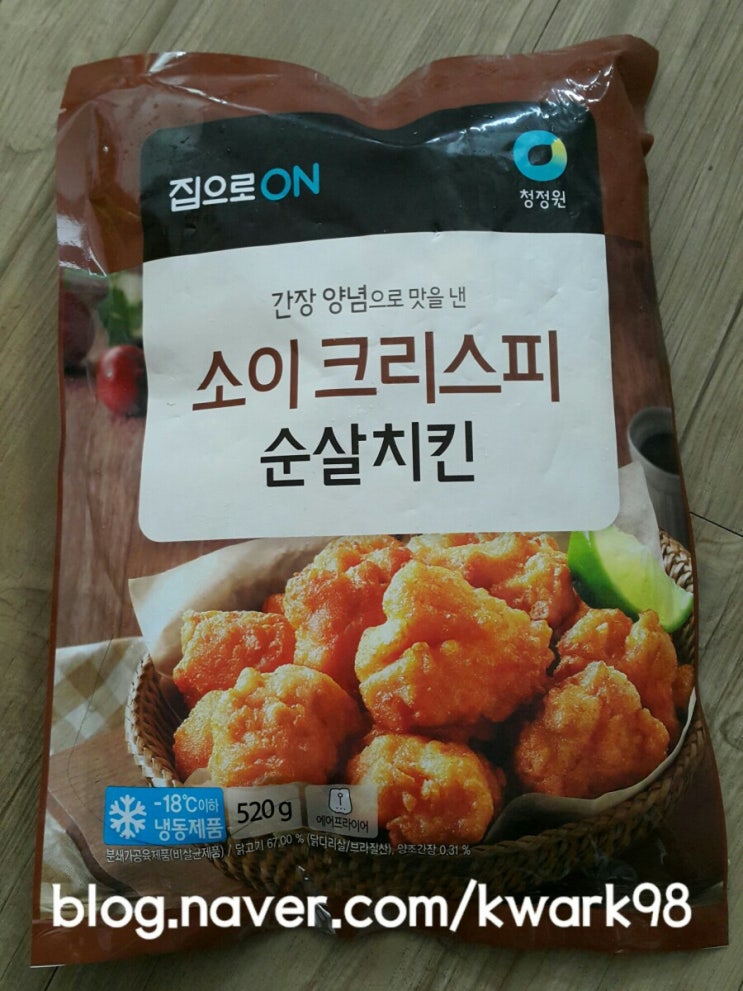 집으로ON
청정원
간장 양념으로 맛을 낸
소이 크리스피
순살치킨
-18℃이하
냉동제품
520 g
에어프라이어
분쇄가공육제품(비살균제품) / 닭고기 67.00 % (닭다리살/브라질산), 양조간장 0.31 %
blog.naver.com/kwark98